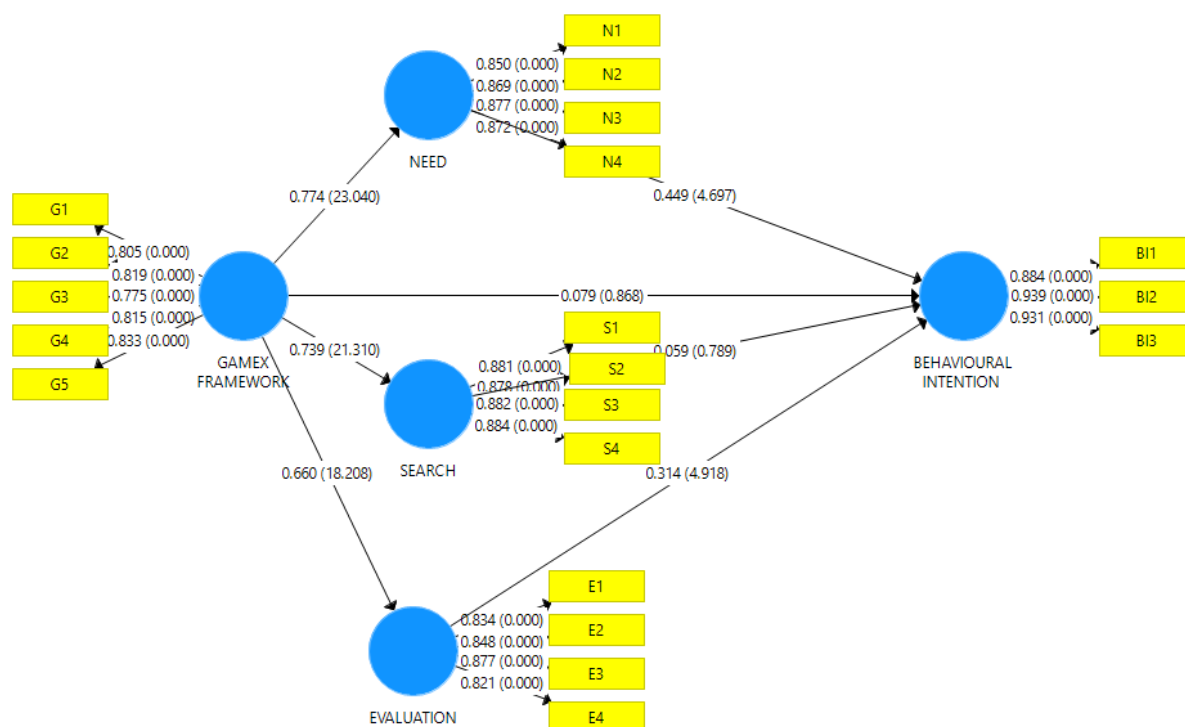 N1
0.850 (0.000)
N2
0.869 (0.000)
0.877 (0.000)
N3
0.872 (0.000)
N4
NEED
0.774 (23.040)
0.449 (4.697)
G1
G2
0.805 (0.000)
0.819 (0.000)
G3
0.775 (0.000)
0.815 (0.000)
G4
0.833 (0.000)
G5
GAMEX
FRAMEWORK
0.079 (0.868)
BI1
0.884 (0.000)
0.939 (0.000)
BI2
0.931 (0.000)
BI3
BEHAVIOURAL
INTENTION
0.739 (21.310)
S1
0.059 (0.789)
0.881 (0.000)
S2
0.878 (0.000)
0.882 (0.000)
S3
0.884 (0.000)
S4
SEARCH
0.660 (18.208)
0.314 (4.918)
E1
0.834 (0.000)
E2
0.848 (0.000)
0.877 (0.000)
E3
0.821 (0.000)
E4
EVALUATION